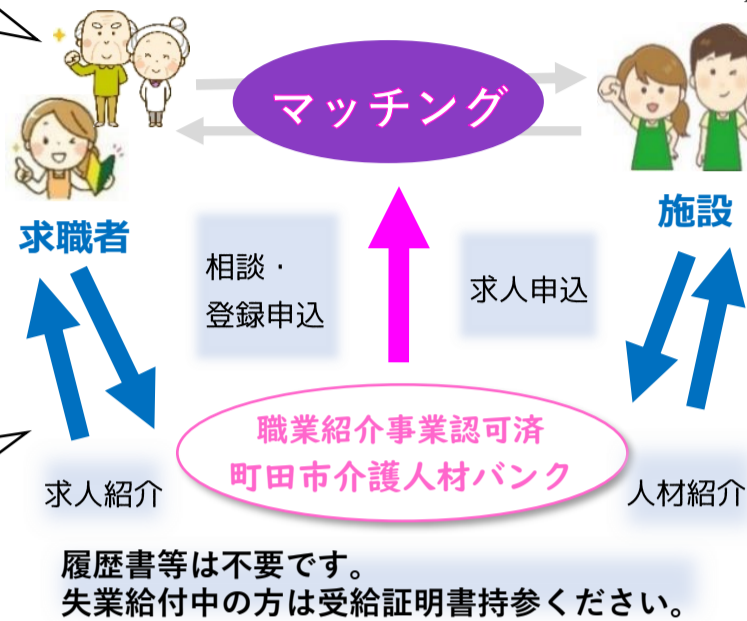 マッチング
求職者
施設
相談・
登録申込
求人申込
職業紹介事業認可済
町田市介護人材バンク
求人紹介
人材紹介
履歴書等は不要です。
失業給付中の方は受給証明書持参ください。